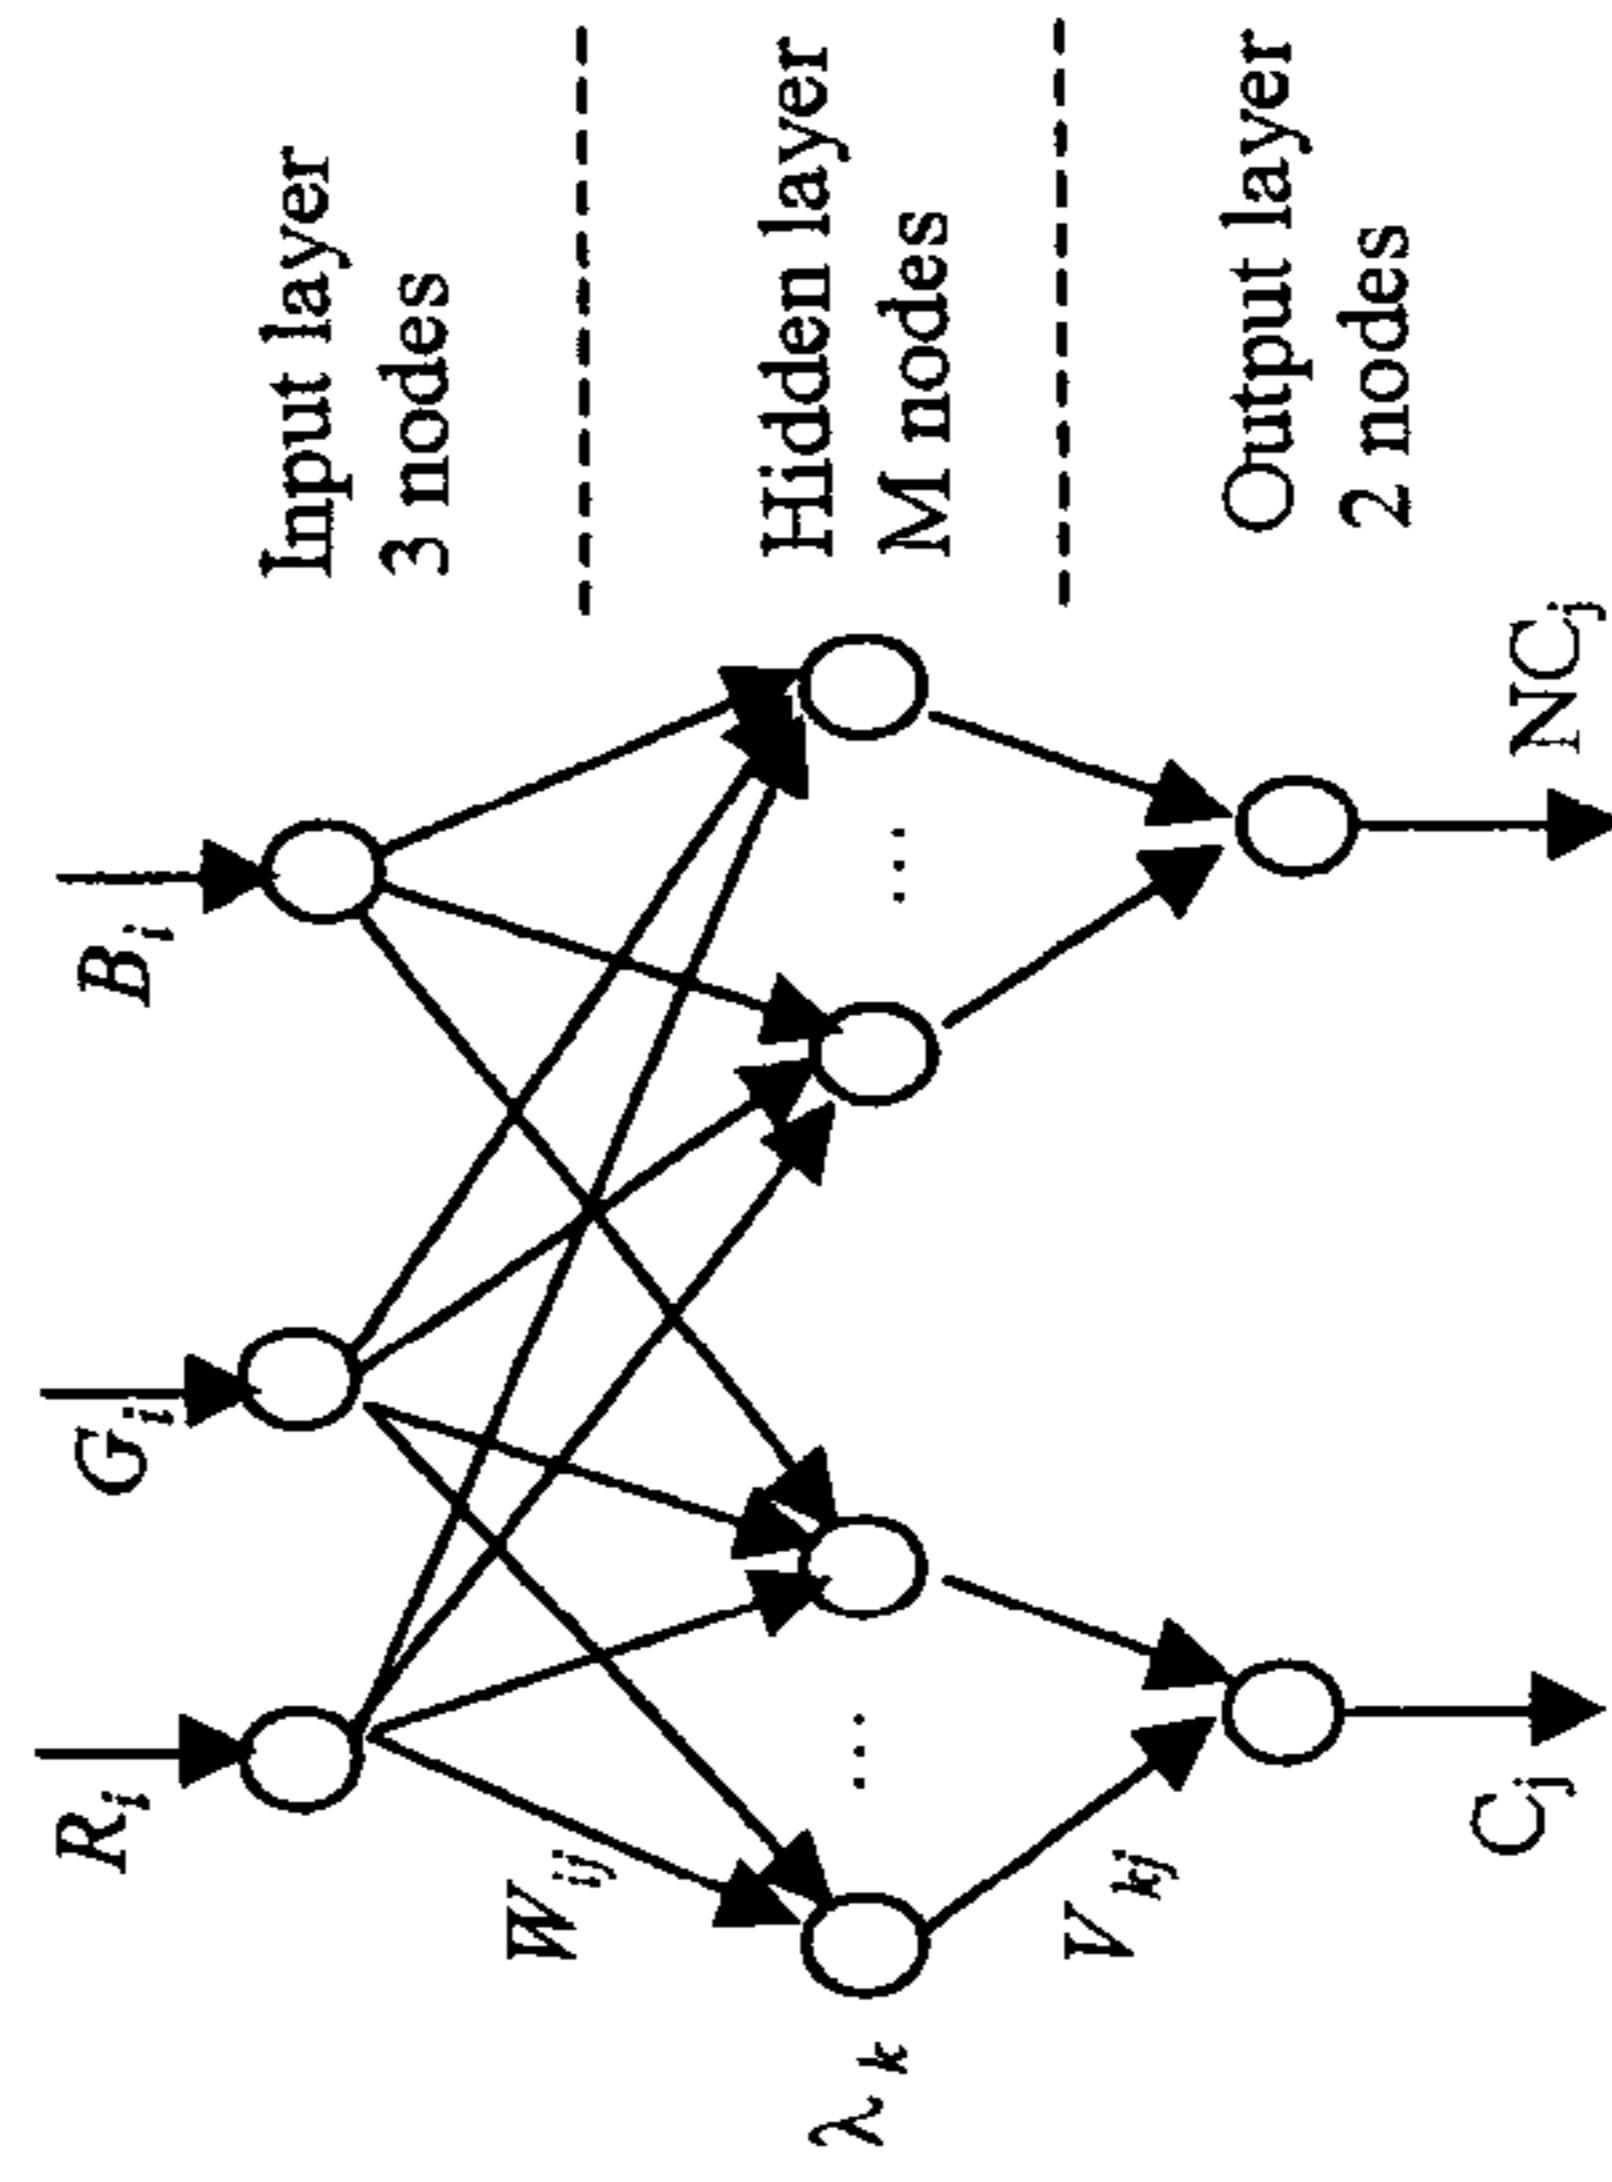 R_i
G_i
B_i
Input layer
3 nodes
W_ij
λ_k
...
...
Hidden layer
M nodes
V_kj
Output layer
2 nodes
C_j
NC_j